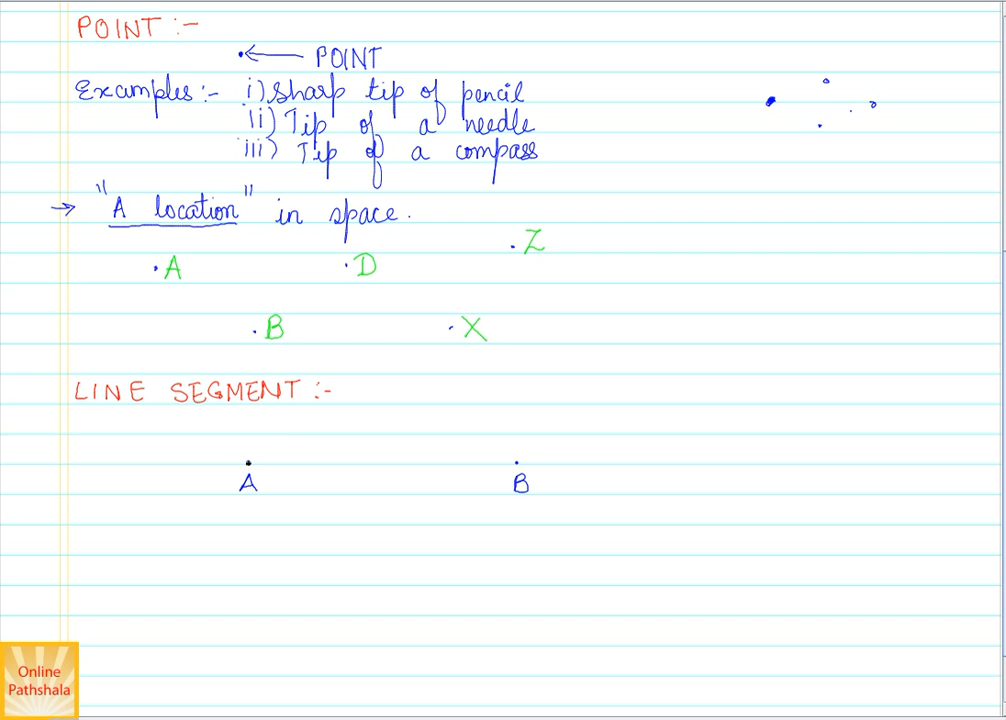 POINT :-
POINT
Examples :- i) Sharp tip of pencil
ii) Tip of a needle
iii) Tip of a compass
→ "A location" in space.
Z
A D
B X
LINE SEGMENT :-
A B
Online
Pathshala